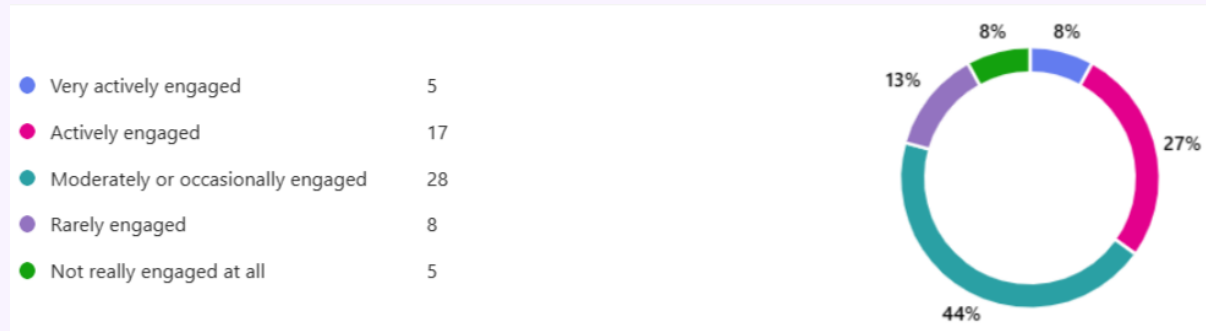 8% 8%
Very actively engaged 5
13%
Actively engaged 17
27%
Moderately or occasionally engaged 28
Rarely engaged 8
Not really engaged at all 5
44%